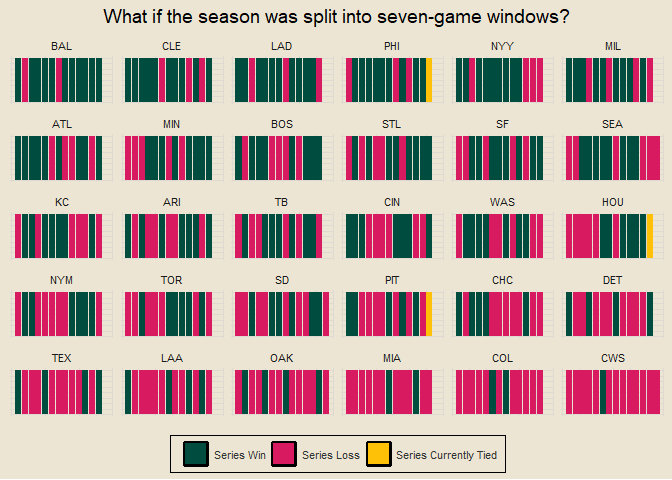 What if the season was split into seven-game windows?
BAL CLE LAD PHI NYY MIL
ATL MIN BOS STL SF SEA
KC ARI TB CIN WAS HOU
NYM TOR SD PIT CHC DET
TEX LAA OAK MIA COL CWS
Series Win Series Loss Series Currently Tied